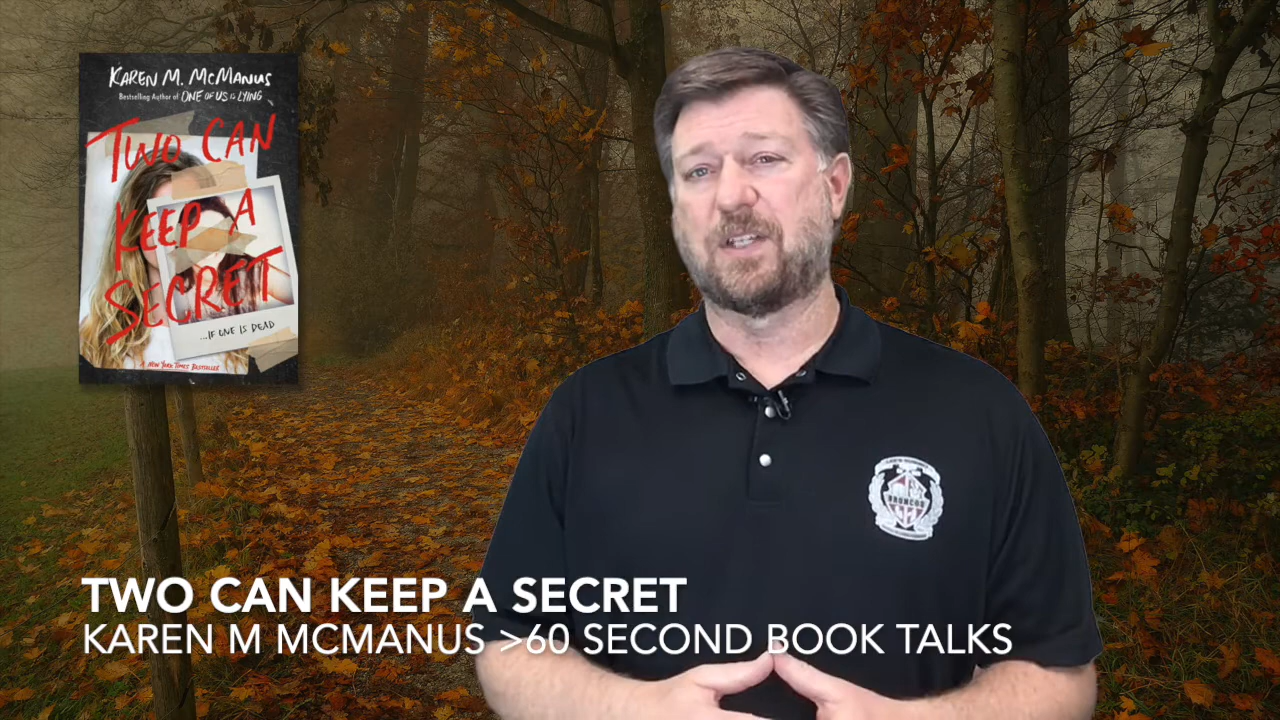 KAREN M. MCMANUS
Bestselling Author of ONE OF US IS LYING
TWO CAN
KEEP A
SECRET
...IF ONE IS DEAD
A NEW YORK TIMES BESTSELLER
BRONCOS
TWO CAN KEEP A SECRET
KAREN M MCMANUS >60 SECOND BOOK TALKS